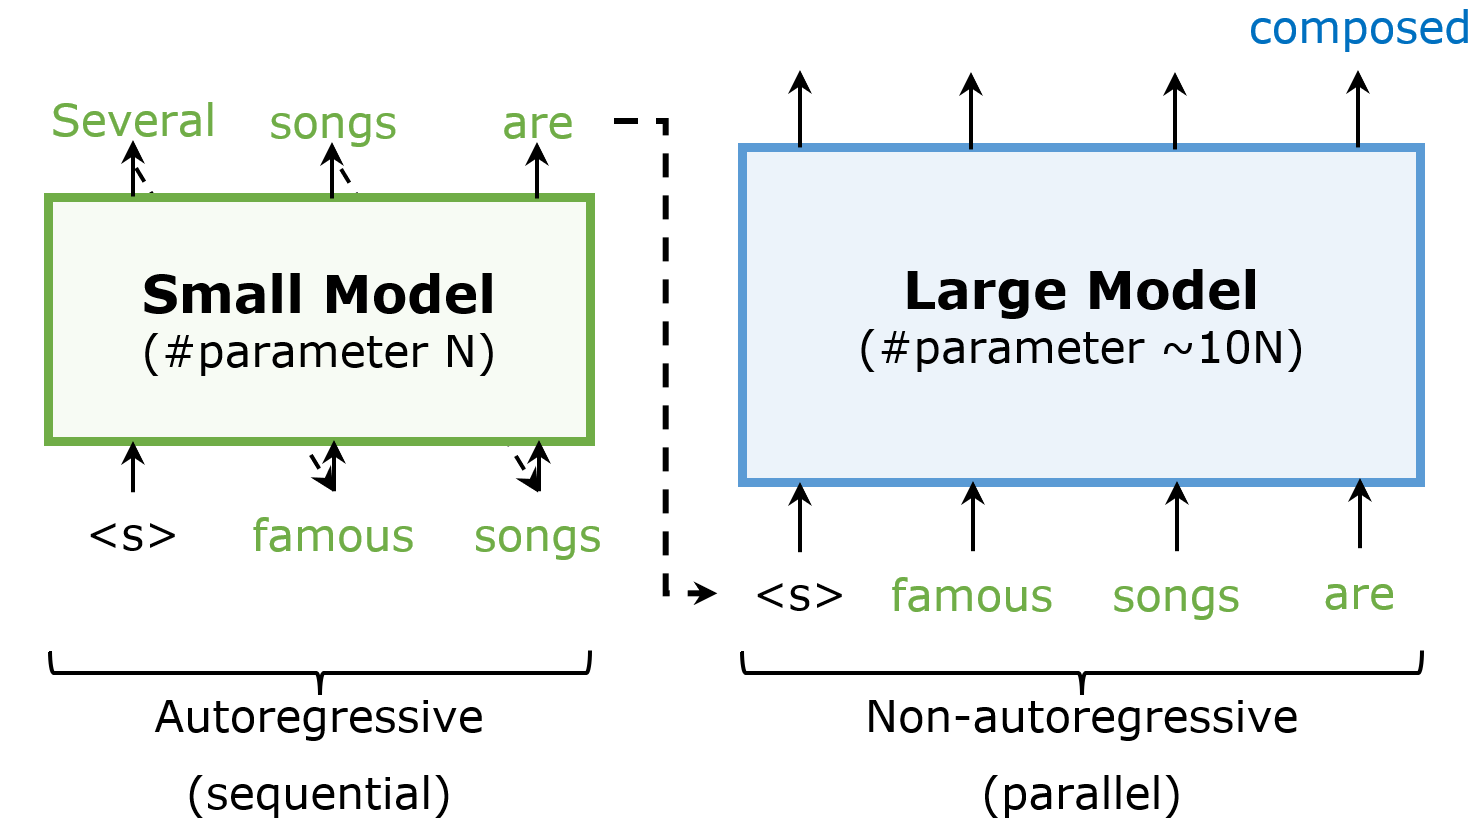 composed
Several songs are
Small Model
(#parameter N)
Large Model
(#parameter ~10N)
<s> famous songs
<s> famous songs are
Autoregressive
(sequential)
Non-autoregressive
(parallel)